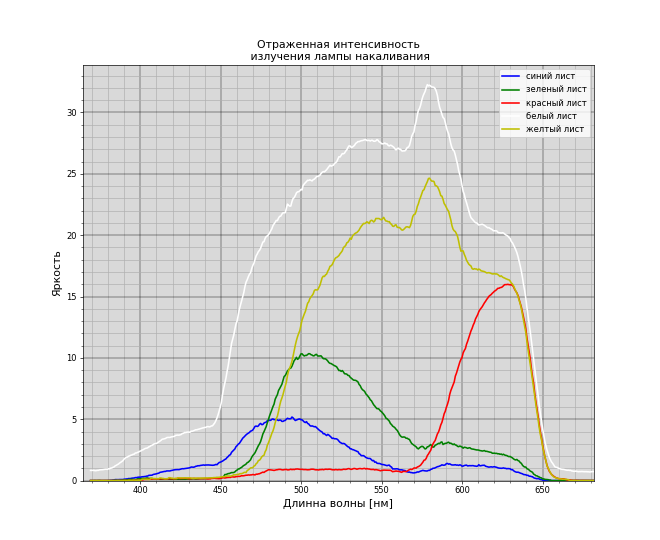 Отраженная интенсивность
излучения лампы накаливания
синий лист
зеленый лист
красный лист
белый лист
желтый лист
Яркость
30
25
20
15
10
5
0
400
450
500
550
600
650
Длинна волны [нм]